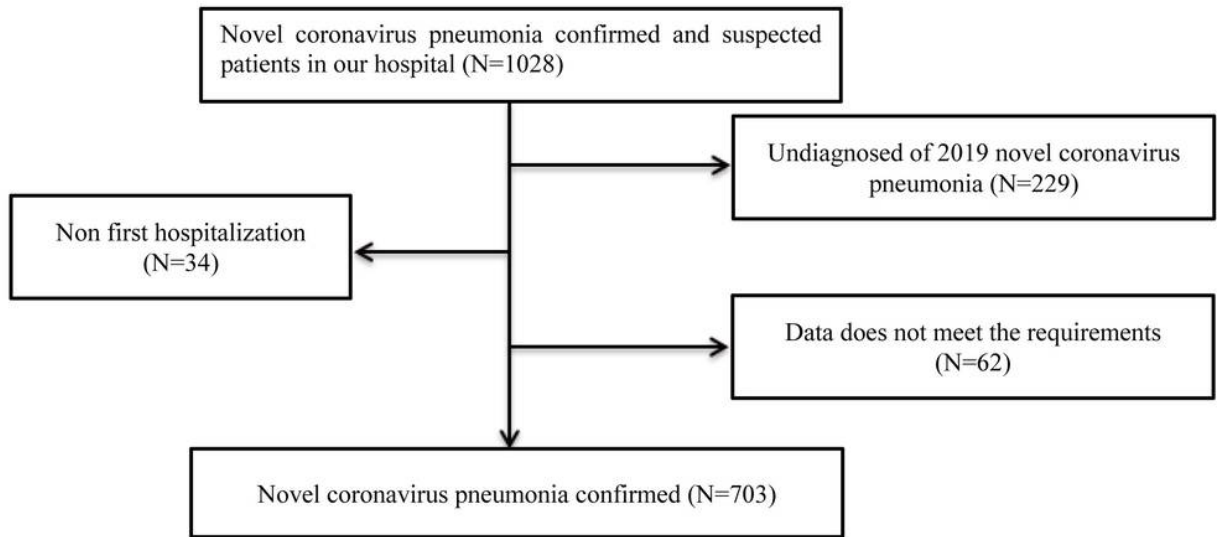 Novel coronavirus pneumonia confirmed and suspected
patients in our hospital (N=1028)
Undiagnosed of 2019 novel coronavirus
pneumonia (N=229)
Non first hospitalization
(N=34)
Data does not meet the requirements
(N=62)
Novel coronavirus pneumonia confirmed (N=703)